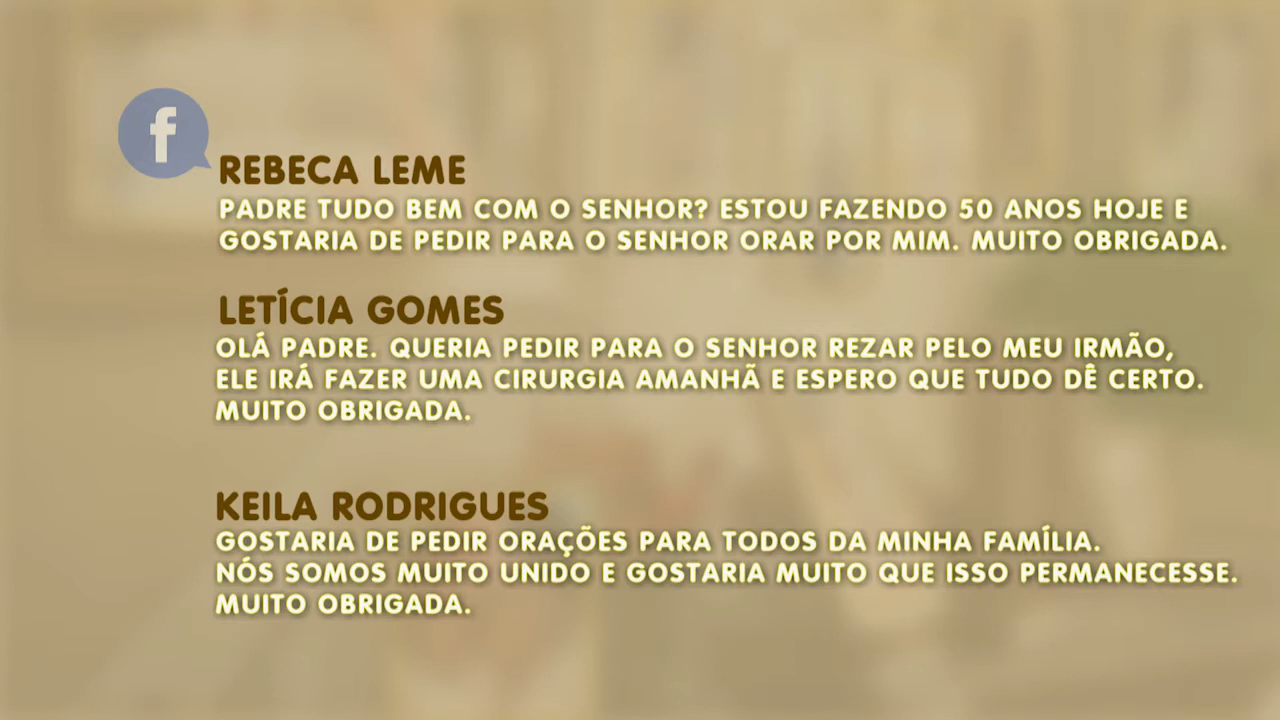 f
REBECA LEME
PADRE TUDO BEM COM O SENHOR? ESTOU FAZENDO 50 ANOS HOJE E
GOSTARIA DE PEDIR PARA O SENHOR ORAR POR MIM. MUITO OBRIGADA.
LETÍCIA GOMES
OLÁ PADRE. QUERIA PEDIR PARA O SENHOR REZAR PELO MEU IRMÃO,
ELE IRÁ FAZER UMA CIRURGIA AMANHÃ E ESPERO QUE TUDO DÊ CERTO.
MUITO OBRIGADA.
KEILA RODRIGUES
GOSTARIA DE PEDIR ORAÇÕES PARA TODOS DA MINHA FAMÍLIA.
NÓS SOMOS MUITO UNIDO E GOSTARIA MUITO QUE ISSO PERMANECESSE.
MUITO OBRIGADA.